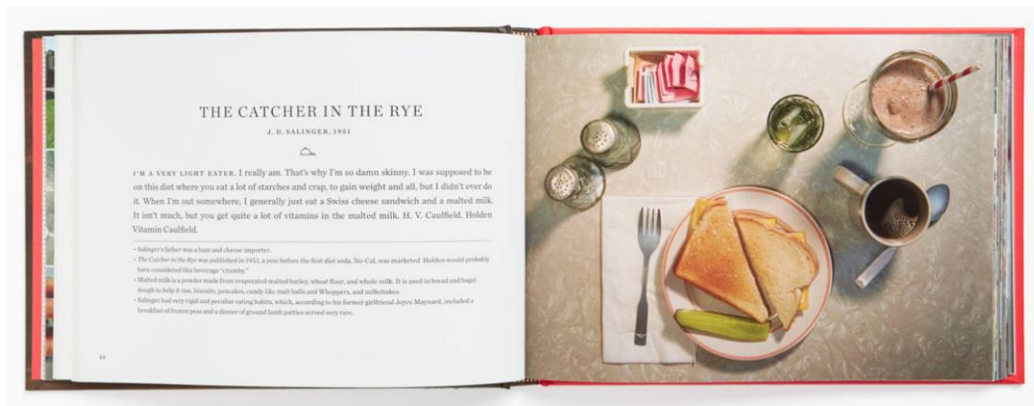 THE CATCHER IN THE RYE
J. D. SALINGER, 1951
I'M A VERY LIGHT EATER. I really am. That's why I'm so damn skinny. I was supposed to be
on this diet where you eat a lot of starches and crap, to gain weight and all, but I didn't ever do
it. When I'm out somewhere, I generally just eat a Swiss cheese sandwich and a malted milk.
It isn't much, but you get quite a lot of vitamins in the malted milk. H. V. Caulfield. Holden
Vitamin Caulfield.
• Salinger's father was a ham and cheese importer.
• The Catcher in the Rye was published in 1951, a year before the first diet soda, No-Cal, was marketed. Holden would probably
have considered this beverage "crumby."
• Malted milk is a powder made from evaporated malted barley, wheat flour, and whole milk. It is used in bread and bagel
dough to help it rise, biscuits, pancakes, candy like malt balls and Whoppers, and milkshakes.
• Salinger had very rigid and peculiar eating habits, which, according to his former girlfriend Joyce Maynard, included a
breakfast of frozen peas and a dinner of ground lamb patties served very rare.
44